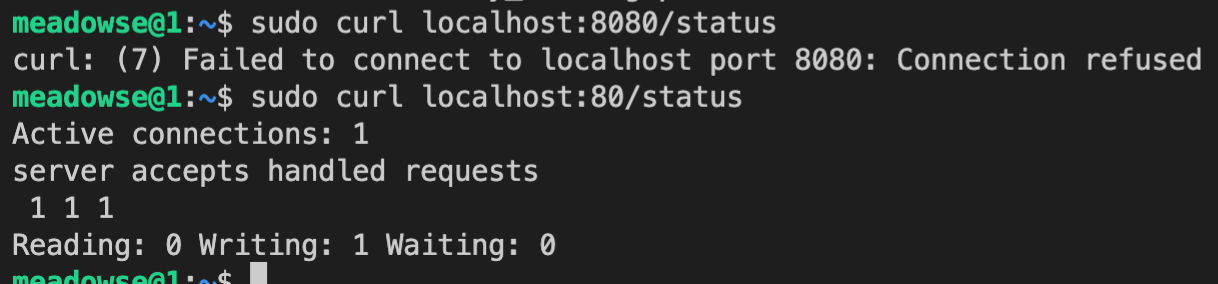 meadowse@1:~$ sudo curl localhost:8080/status
curl: (7) Failed to connect to localhost port 8080: Connection refused
meadowse@1:~$ sudo curl localhost:80/status
Active connections: 1
server accepts handled requests
 1 1 1
Reading: 0 Writing: 1 Waiting: 0
meadowse@1:~$